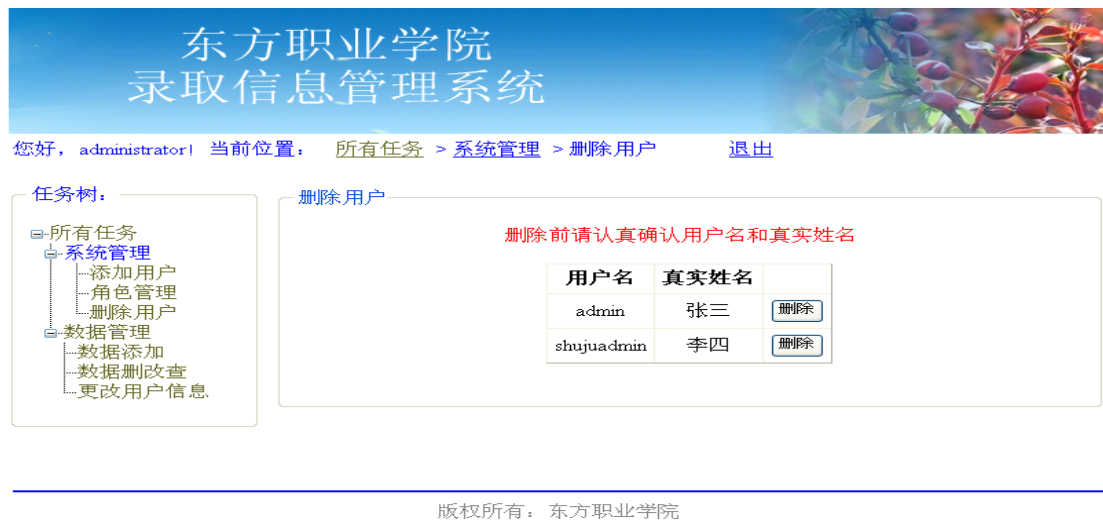 东方职业学院
录取信息管理系统
您好，administrator! 当前位置： 所有任务 > 系统管理 > 删除用户 退出
任务树：
所有任务
系统管理
添加用户
角色管理
删除用户
数据管理
数据添加
数据删改查
更改用户信息
删除用户
删除前请认真确认用户名和真实姓名
用户名 真实姓名
admin 张三 删除
shujuadmin 李四 删除
版权所有：东方职业学院